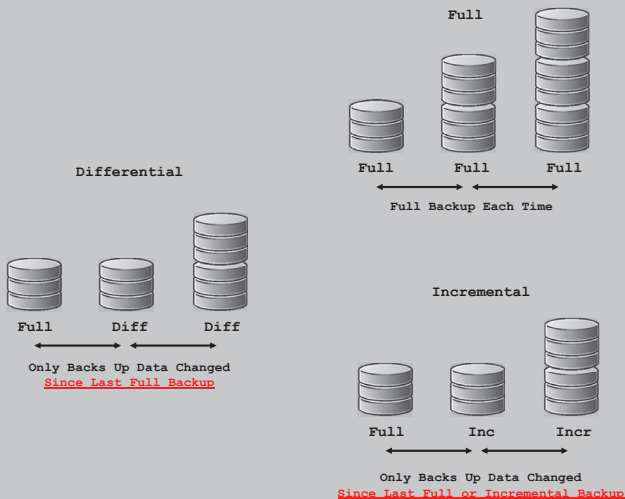 Full
Full Full Full
Full Backup Each Time
Differential
Full Diff Diff
Only Backs Up Data Changed
Since Last Full Backup
Incremental
Full Inc Incr
Only Backs Up Data Changed
Since Last Full or Incremental Backup